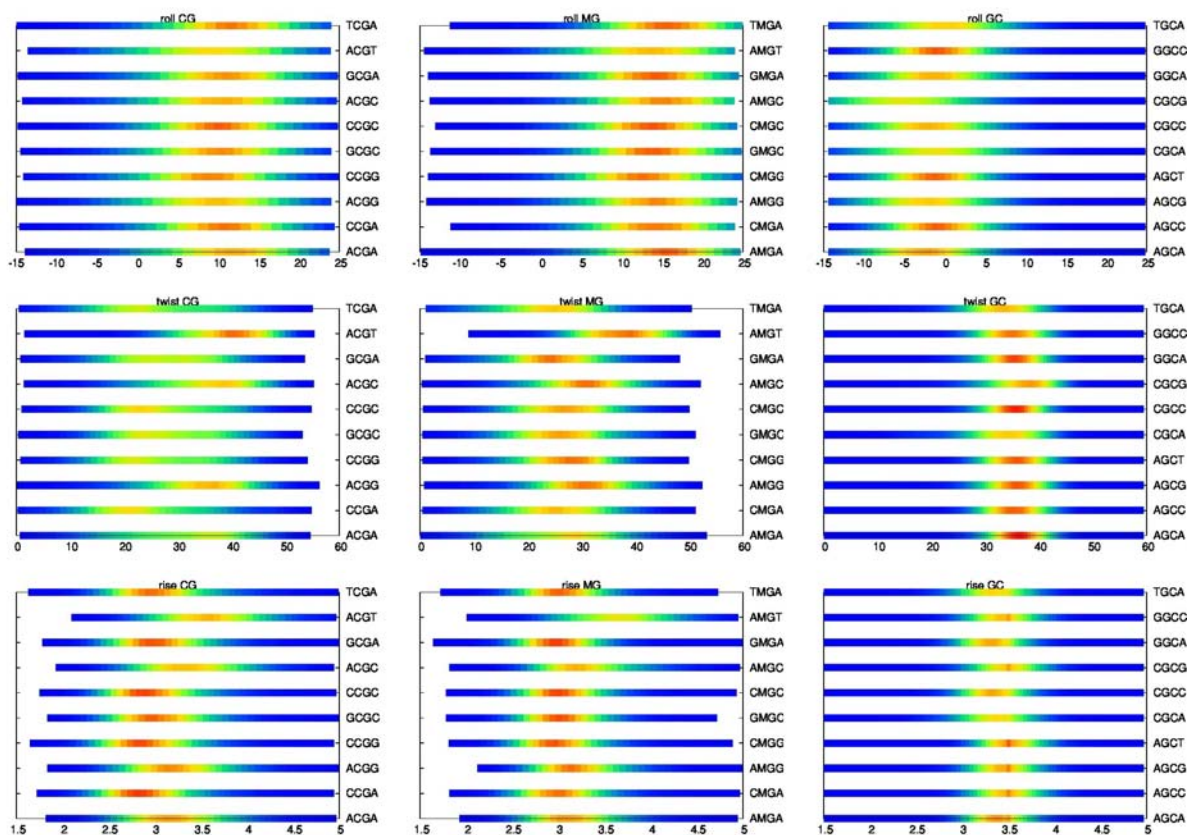 roll CG
TCGA
ACGT
GCGA
ACGC
CCGC
GCGC
CCGG
ACGG
CCGA
ACGA
-15 -10 -5 0 5 10 15 20 25
roll MG
TMGA
AMGT
GMGA
AMGC
CMGC
GMGC
CMGG
AMGG
CMGA
AMGA
-15 -10 -5 0 5 10 15 20 25
roll GC
TGCA
GGCC
GGCA
CGCG
CGCC
CGCA
AGCT
AGCG
AGCC
AGCA
-15 -10 -5 0 5 10 15 20 25
twist CG
TCGA
ACGT
GCGA
ACGC
CCGC
GCGC
CCGG
ACGG
CCGA
ACGA
0 10 20 30 40 50 60
twist MG
TMGA
AMGT
GMGA
AMGC
CMGC
GMGC
CMGG
AMGG
CMGA
AMGA
0 10 20 30 40 50 60
twist GC
TGCA
GGCC
GGCA
CGCG
CGCC
CGCA
AGCT
AGCG
AGCC
AGCA
0 10 20 30 40 50 60
rise CG
TCGA
ACGT
GCGA
ACGC
CCGC
GCGC
CCGG
ACGG
CCGA
ACGA
1.5 2 2.5 3 3.5 4 4.5 5
rise MG
TMGA
AMGT
GMGA
AMGC
CMGC
GMGC
CMGG
AMGG
CMGA
AMGA
1.5 2 2.5 3 3.5 4 4.5 5
rise GC
TGCA
GGCC
GGCA
CGCG
CGCC
CGCA
AGCT
AGCG
AGCC
AGCA
1.5 2 2.5 3 3.5 4 4.5 5